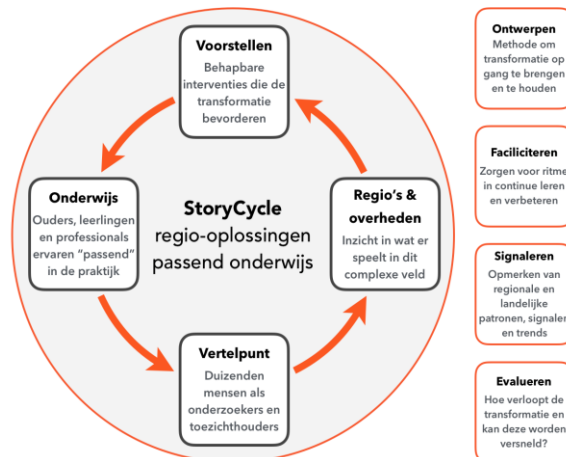 Voorstellen
Behapbare
interventies die de
transformatie
bevorderen
Onderwijs
Ouders, leerlingen
en professionals
ervaren “passend”
in de praktijk
StoryCycle
regio-oplossingen
passend onderwijs
Regio's &
overheden
Inzicht in wat er
speelt in dit
complexe veld
Vertelpunt
Duizenden
mensen als
onderzoekers en
toezichthouders
Ontwerpen
Methode om
transformatie op
gang te brengen
en te houden
Faciliciteren
Zorgen voor ritme
in continue leren
en verbeteren
Signaleren
Opmerken van
regionale en
landelijke
patronen, signalen
en trends
Evalueren
Hoe verloopt de
transformatie en
kan deze worden
versneld?